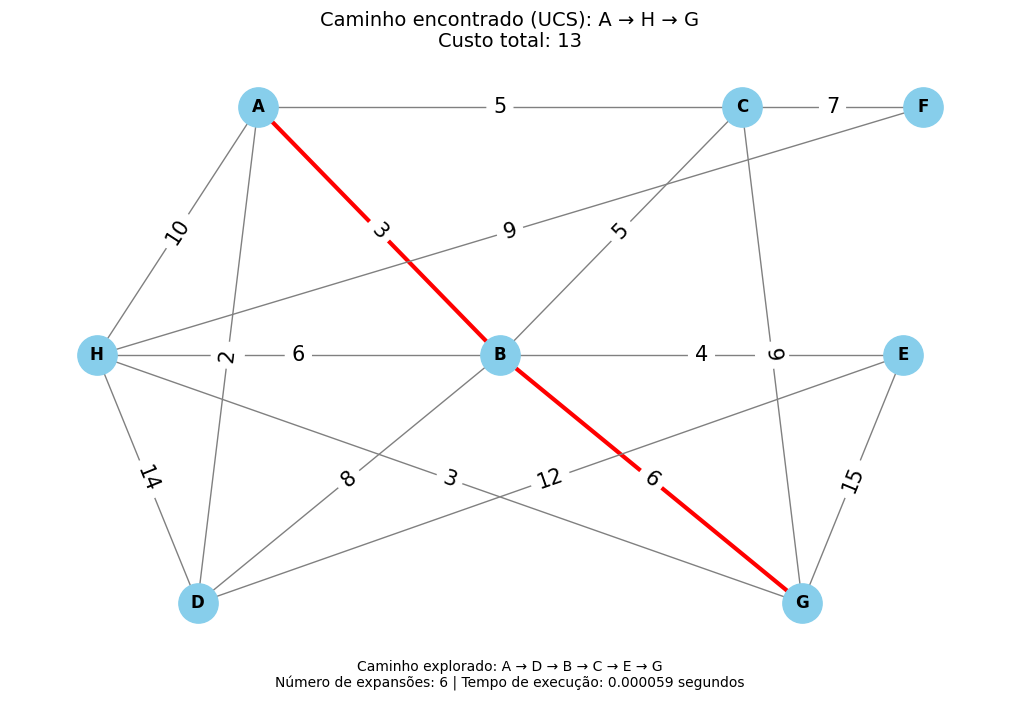 Caminho encontrado (UCS): A → H → G
Custo total: 13
A
5
C
7
F
10
3
9
5
H
2
6
B
4
6
E
14
8
3
12
6
15
D
G
Caminho explorado: A → D → B → C → E → G
Número de expansões: 6 | Tempo de execução: 0.000059 segundos